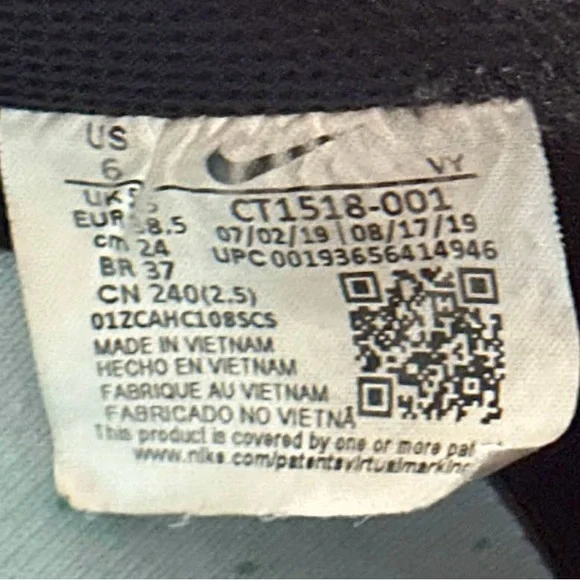 US
6
VY
UK 5.5
EUR 38.5
cm 24
BR 37
CN 240(2.5)
CT1518-001
07/02/19 | 08/17/19
UPC 00193656414946
01ZCAHC108SCS
MADE IN VIETNAM
HECHO EN VIETNAM
FABRIQUE AU VIETNAM
FABRICADO NO VIETNÃ
This product is covered by one or more pat
www.nike.com/patentsvirtualmarkin